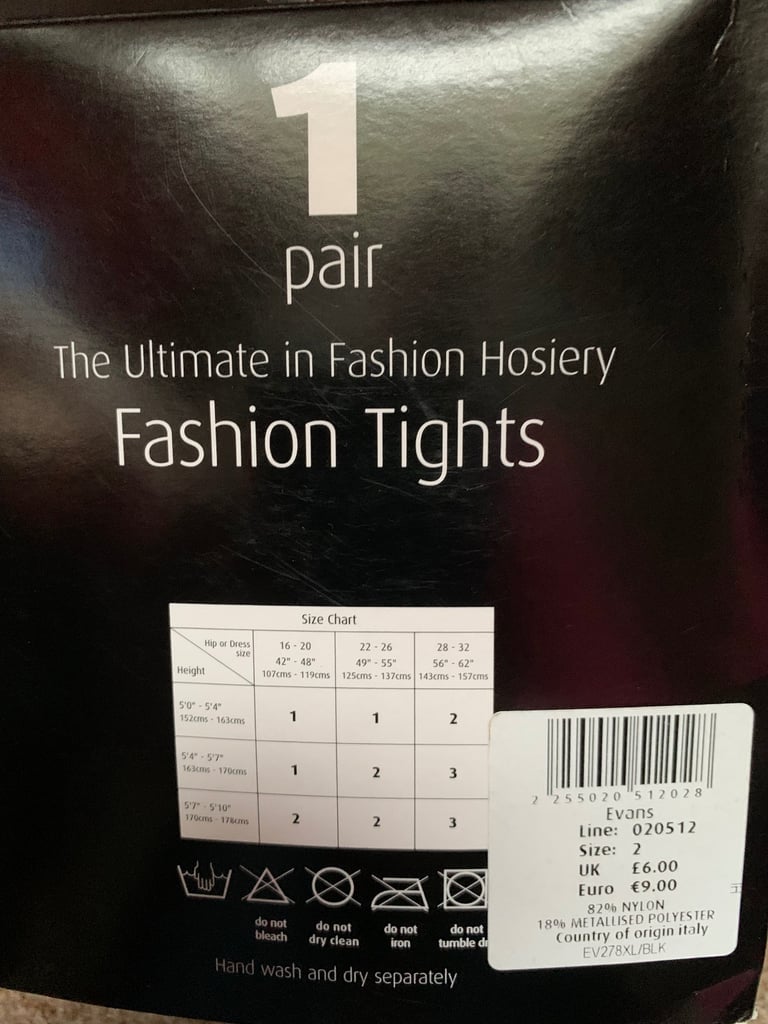 1
pair
The Ultimate in Fashion Hosiery
Fashion Tights
Size Chart
Hip or Dress size
Height
16 - 20
42" - 48"
107cms - 119cms
22 - 26
49" - 55"
125cms - 137cms
28 - 32
56" - 62"
143cms - 157cms
5'0" - 5'4"
152cms - 163cms
1
1
2
5'4" - 5'7"
163cms - 170cms
1
2
3
5'7" - 5'10"
170cms - 178cms
2
2
3
do not bleach
do not dry clean
do not iron
do not tumble dr
Hand wash and dry separately
2 255020 512028
Evans
Line: 020512
Size: 2
UK £6.00
Euro €9.00
82% NYLON
18% METALLISED POLYESTER
Country of origin italy
EV278XL/BLK